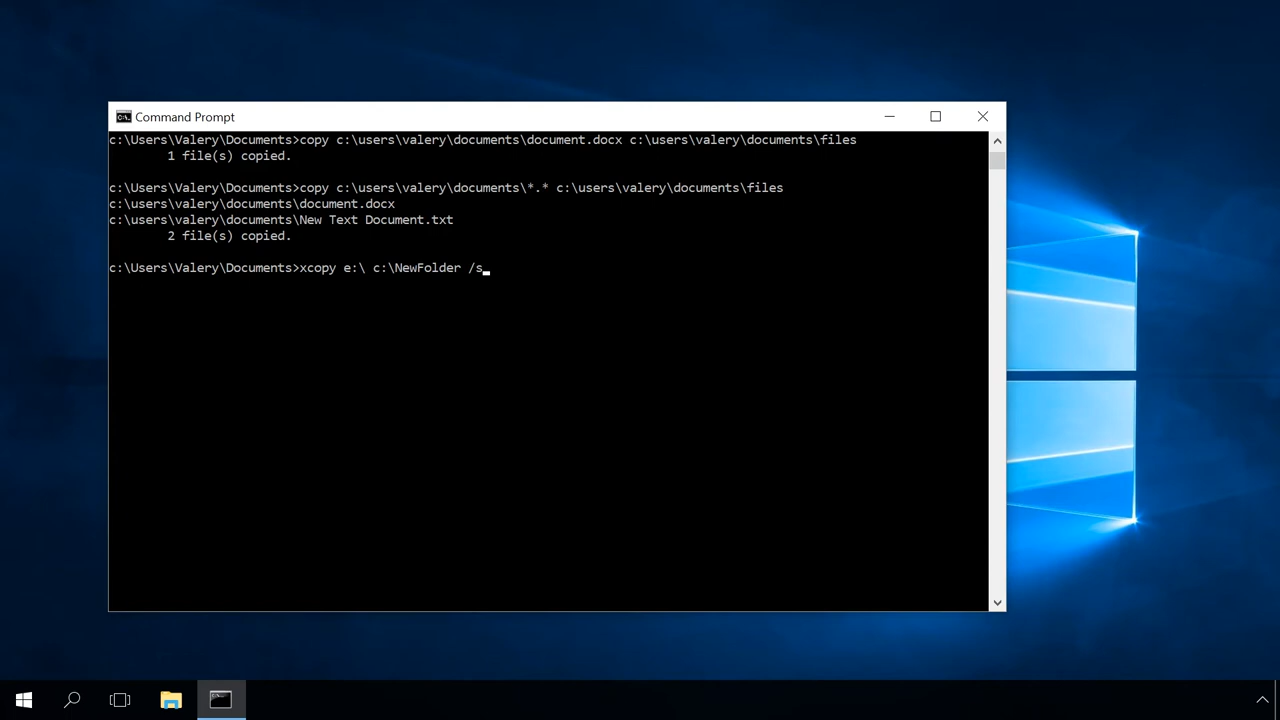 Command Prompt
c:\Users\Valery\Documents>copy c:\users\valery\documents\document.docx c:\users\valery\documents\files
        1 file(s) copied.
c:\Users\Valery\Documents>copy c:\users\valery\documents\*.* c:\users\valery\documents\files
c:\users\valery\documents\document.docx
c:\users\valery\documents\New Text Document.txt
        2 file(s) copied.
c:\Users\Valery\Documents>xcopy e:\ c:\NewFolder /s